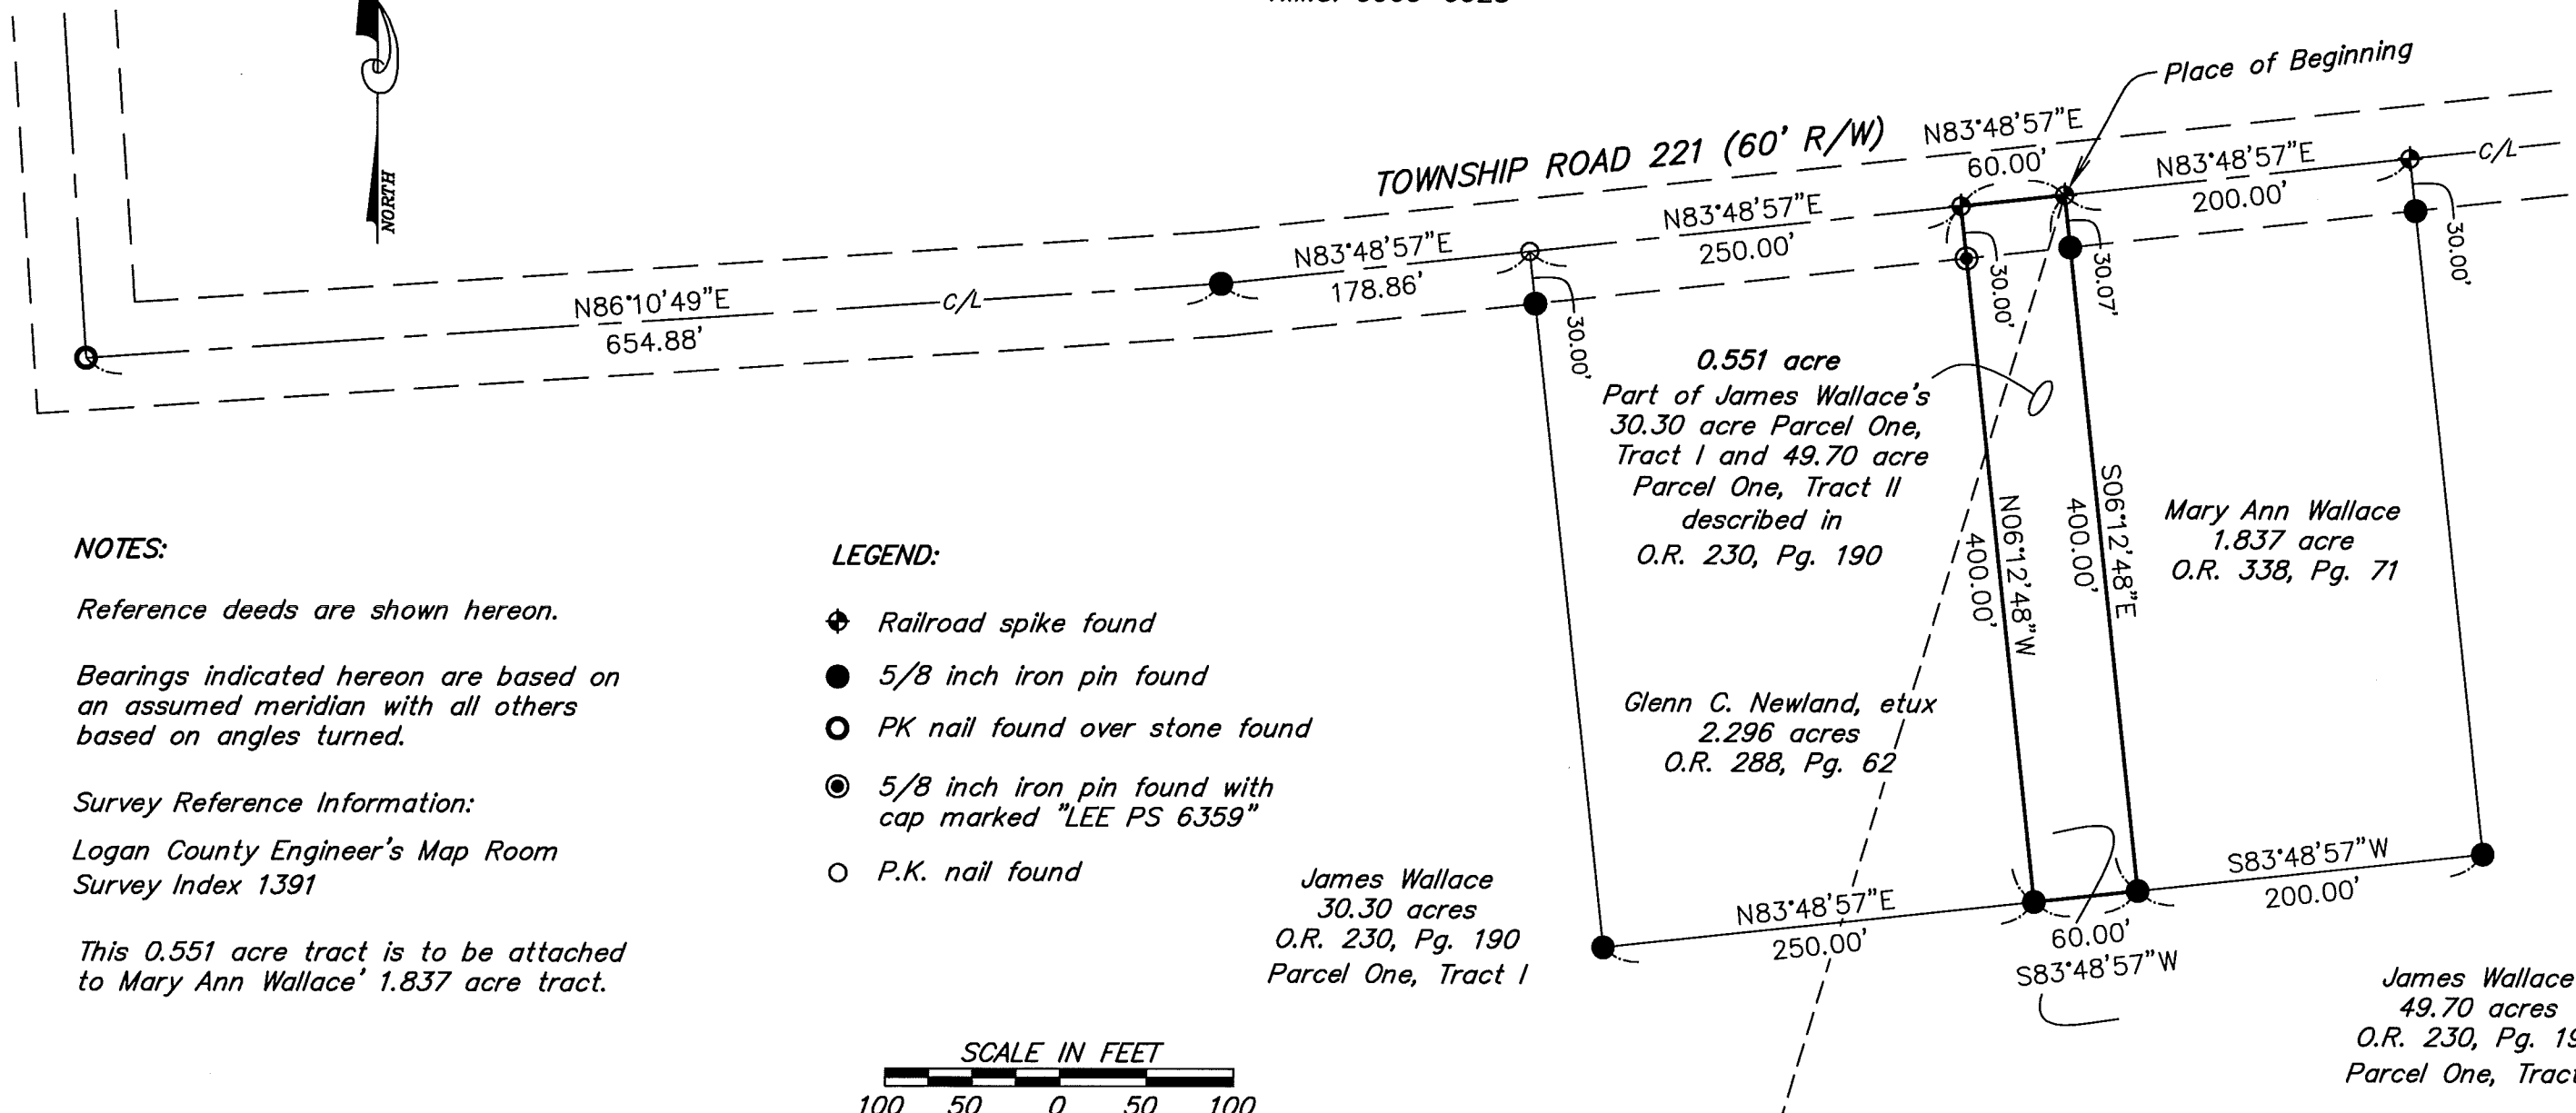 Place of Beginning
TOWNSHIP ROAD 221 (60' R/W)
N83°48'57"E
60.00'
N83°48'57"E
200.00'
C/L
N83°48'57"E
250.00'
N83°48'57"E
178.86'
N86°10'49"E
654.88'
C/L
NORTH
30.00'
30.00'
30.07'
30.00'
0.551 acre
Part of James Wallace's
30.30 acre Parcel One,
Tract I and 49.70 acre
Parcel One, Tract II
described in
O.R. 230, Pg. 190
N06°12'48"W
400.00'
S06°12'48"E
400.00'
Mary Ann Wallace
1.837 acre
O.R. 338, Pg. 71
Glenn C. Newland, etux
2.296 acres
O.R. 288, Pg. 62
NOTES:
Reference deeds are shown hereon.
Bearings indicated hereon are based on
an assumed meridian with all others
based on angles turned.
Survey Reference Information:
Logan County Engineer's Map Room
Survey Index 1391
This 0.551 acre tract is to be attached
to Mary Ann Wallace' 1.837 acre tract.
LEGEND:
Railroad spike found
5/8 inch iron pin found
PK nail found over stone found
5/8 inch iron pin found with
cap marked "LEE PS 6359"
P.K. nail found
James Wallace
30.30 acres
O.R. 230, Pg. 190
Parcel One, Tract I
N83°48'57"E
250.00'
60.00'
S83°48'57"W
S83°48'57"W
200.00'
James Wallace
49.70 acres
O.R. 230, Pg. 19
Parcel One, Tract
SCALE IN FEET
100 50 0 50 100